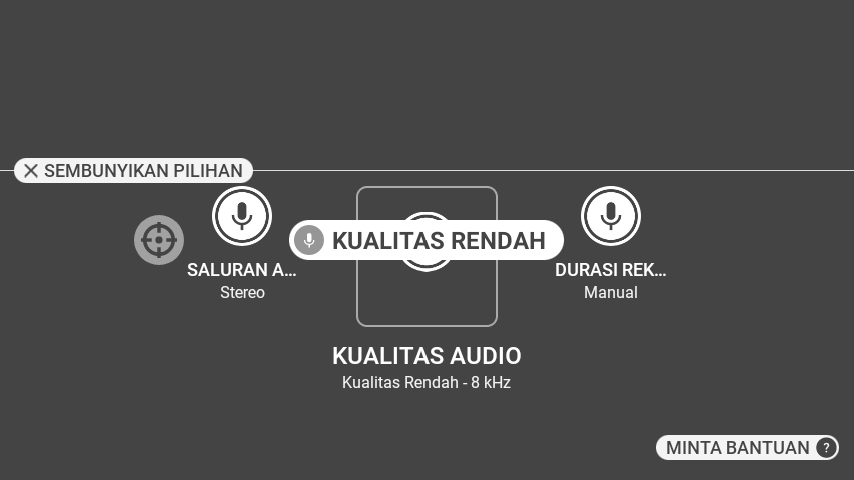 SEMBUNYIKAN PILIHAN
KUALITAS RENDAH
SALURAN A...
Stereo
DURASI REK...
Manual
KUALITAS AUDIO
Kualitas Rendah - 8 kHz
MINTA BANTUAN ?